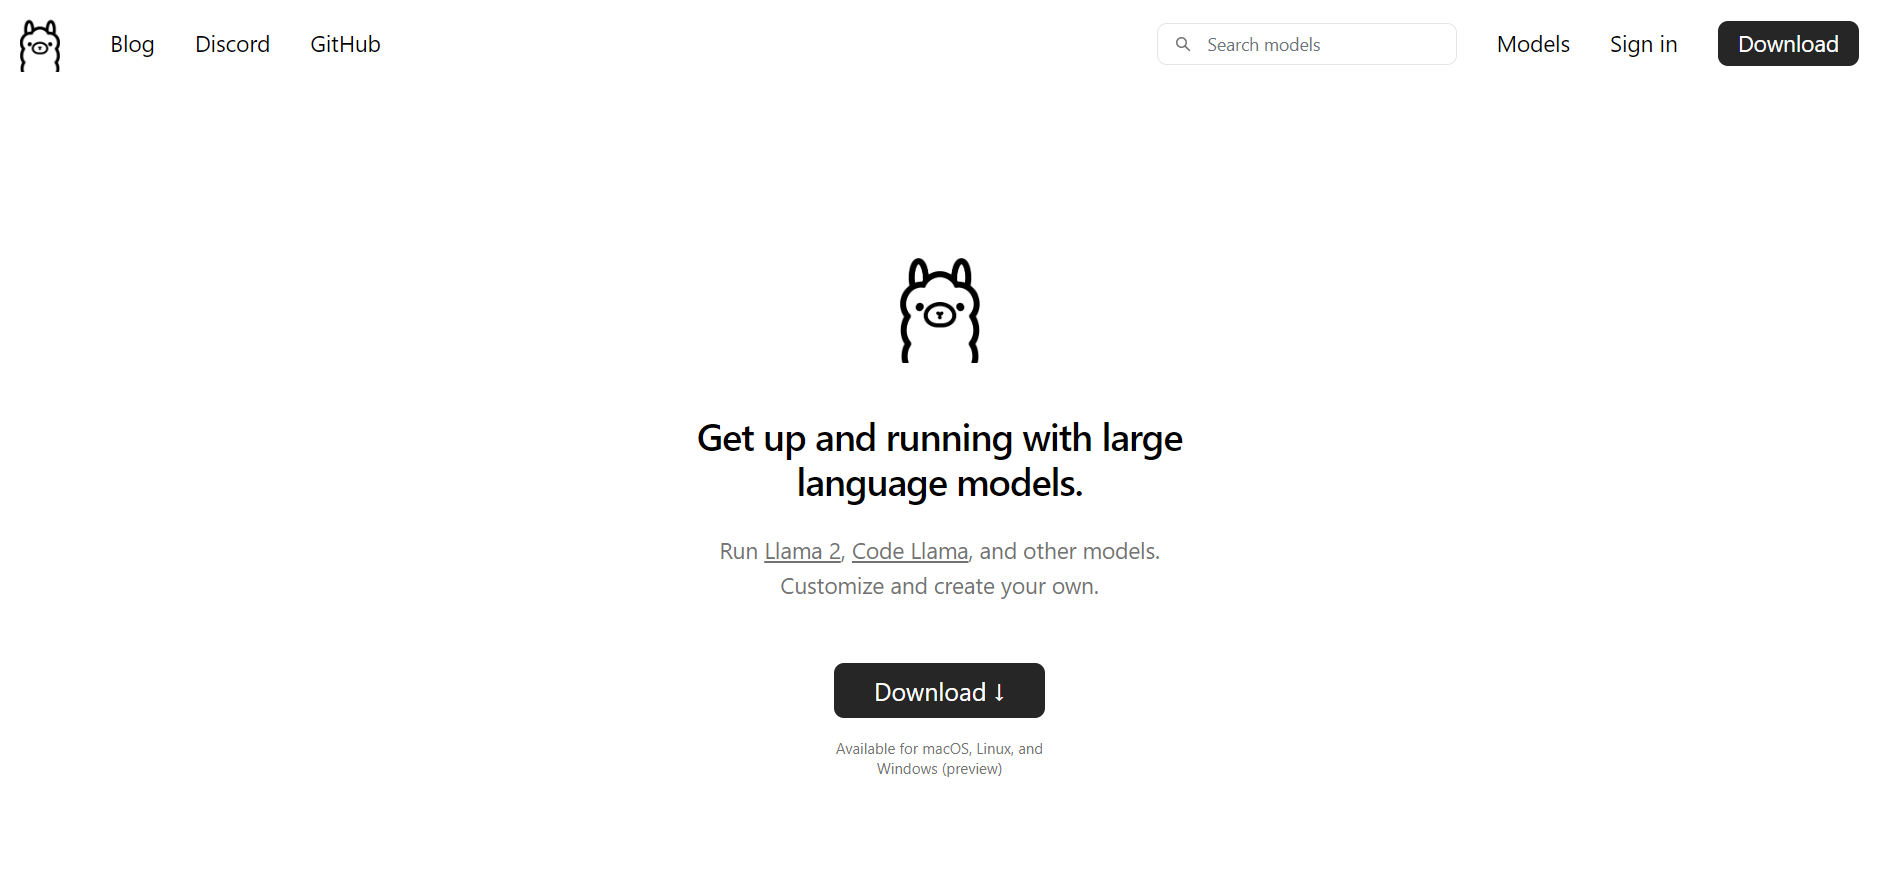 Blog Discord GitHub Search models Models Sign in Download
Get up and running with large
language models.
Run Llama 2, Code Llama, and other models.
Customize and create your own.
Download ↓
Available for macOS, Linux, and
Windows (preview)